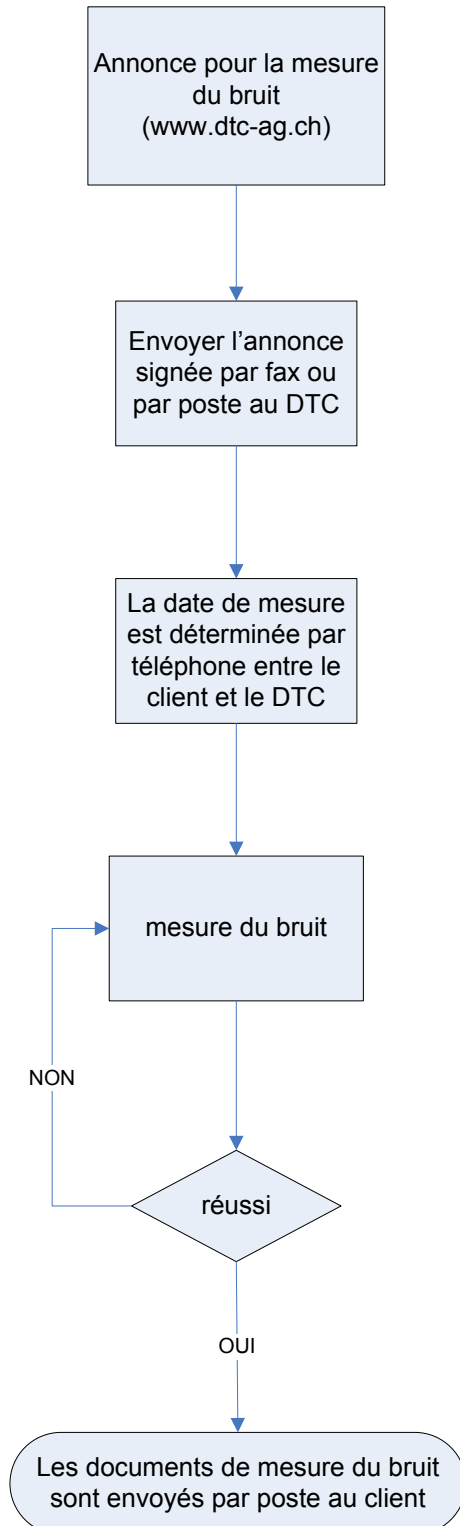 Annonce pour la mesure
du bruit
(www.dtc-ag.ch)
Envoyer l’annonce
signée par fax ou
par poste au DTC
La date de mesure
est déterminée par
téléphone entre le
client et le DTC
mesure du bruit
NON
réussi
OUI
Les documents de mesure du bruit
sont envoyés par poste au client